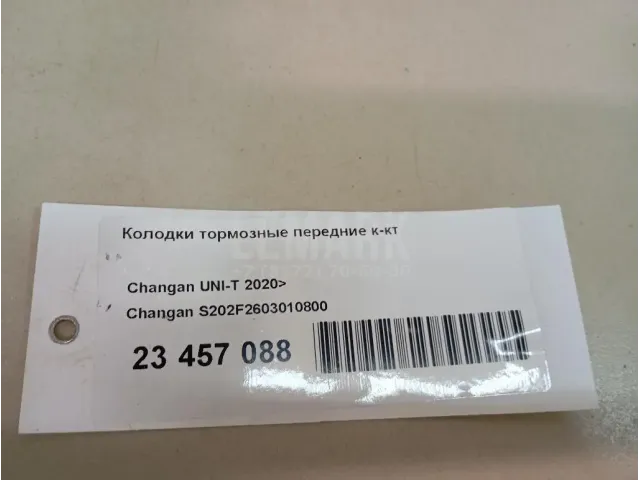 Колодки тормозные передние к-кт
Changan UNI-T 2020>
Changan S202F2603010800
23 457 088